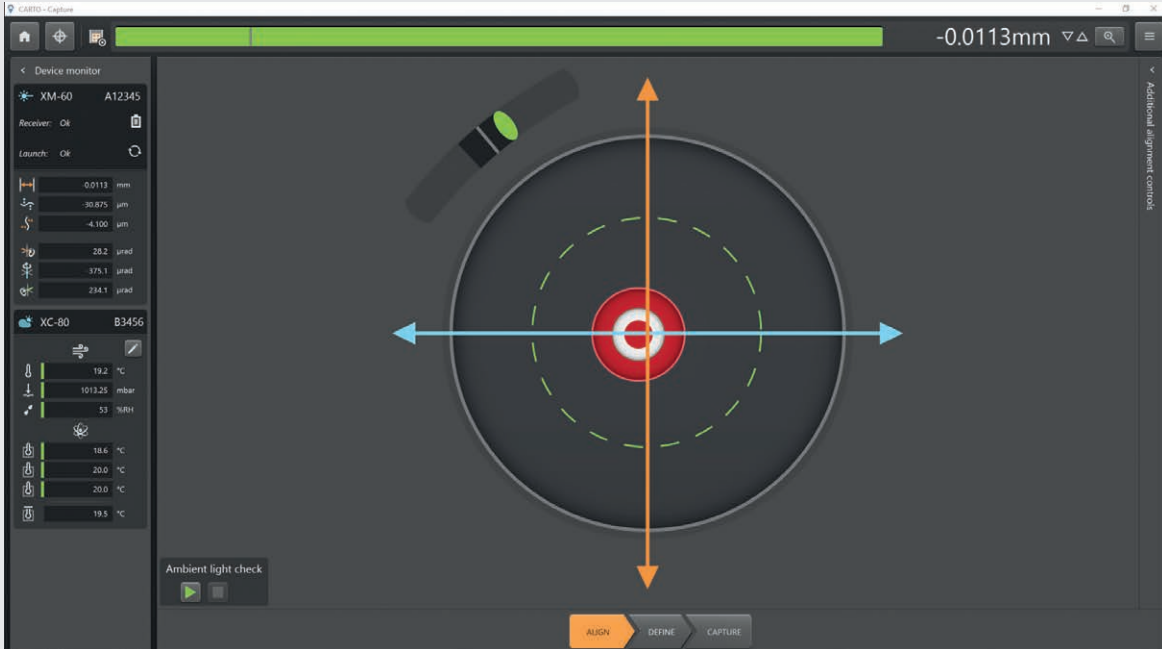 CARTO - Capture
-0.0113mm
Device monitor
XM-60 A12345
Receiver: Ok
Launch: Ok
-0.0113 mm
-30.875 µm
-4.100 µm
28.2 µrad
-375.1 µrad
234.1 µrad
XC-80 B3456
19.2 °C
1013.25 mbar
53 %RH
18.6 °C
20.0 °C
20.0 °C
19.5 °C
Additional alignment controls
Ambient light check
ALIGN DEFINE CAPTURE